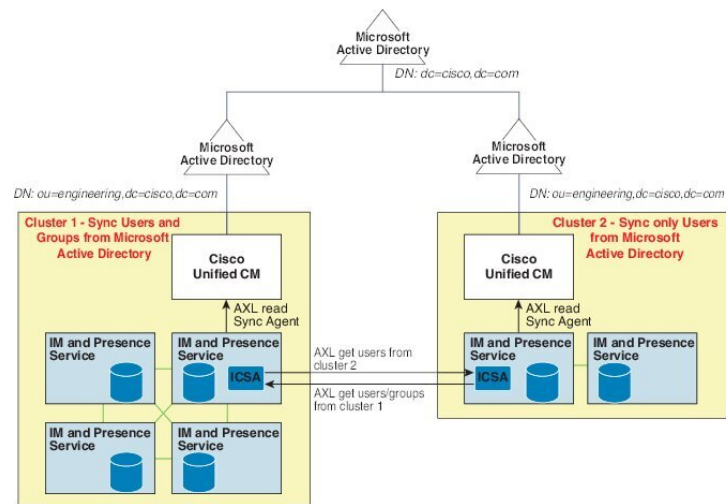 Microsoft
Active Directory
DN: dc=cisco,dc=com
Microsoft
Active Directory
Microsoft
Active Directory
DN: ou=engineering,dc=cisco,dc=com
DN: ou=engineering,dc=cisco,dc=com
Cluster 1 - Sync Users and
Groups from Microsoft
Active Directory
Cisco
Unified CM
AXL read
Sync Agent
IM and Presence
Service
IM and Presence
Service
ICSA
IM and Presence
Service
IM and Presence
Service
AXL get users from
cluster 2
AXL get users/groups
from cluster 1
Cluster 2 - Sync only Users
from Microsoft
Active Directory
Cisco
Unified CM
AXL read
Sync Agent
IM and Presence
Service
ICSA
IM and Presence
Service